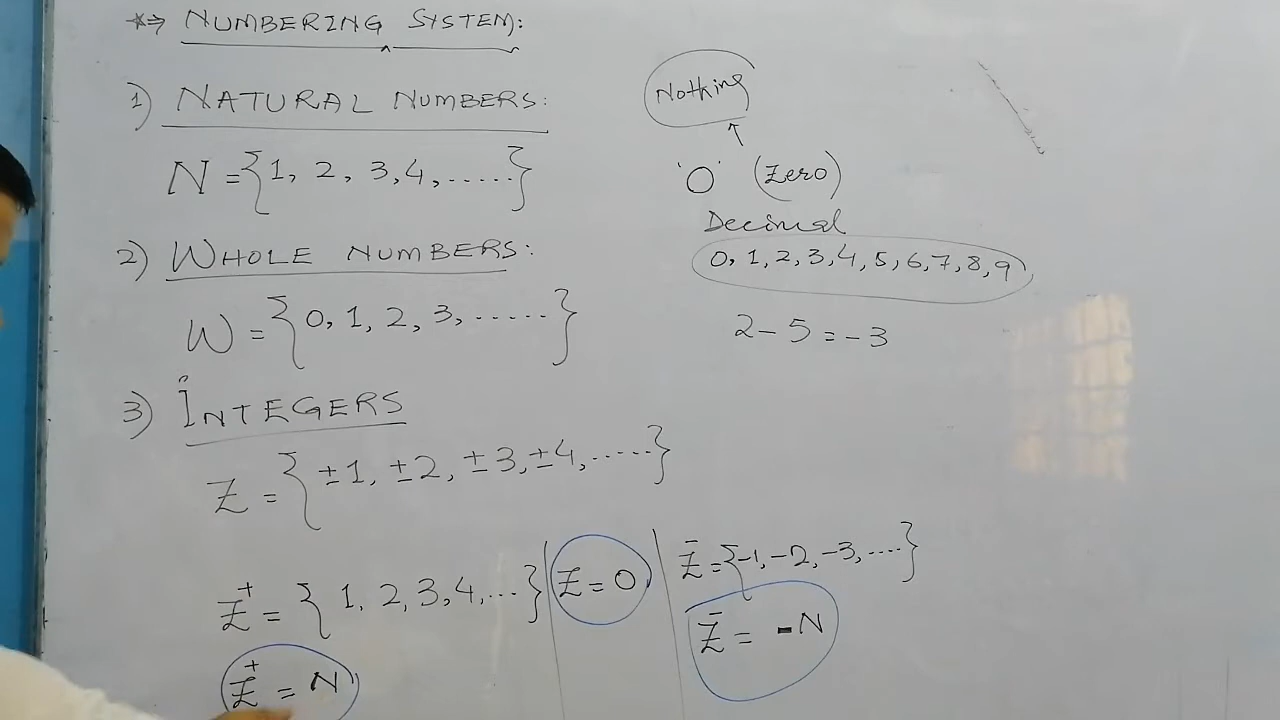 *⇒ NUMBERING SYSTEM:
1) NATURAL NUMBERS:
N = {1, 2, 3, 4, ......}
2) WHOLE NUMBERS:
W = {0, 1, 2, 3, ......}
3) INTEGERS
Z = {±1, ±2, ±3, ±4, ......}
Z⁺ = {1, 2, 3, 4, ...} | Z = 0 | Z⁻ = {-1, -2, -3, ....}
Z⁺ = N
Z⁻ = -N
Nothing
↑
'0' (Zero)
Decimal
0, 1, 2, 3, 4, 5, 6, 7, 8, 9
2 - 5 = -3